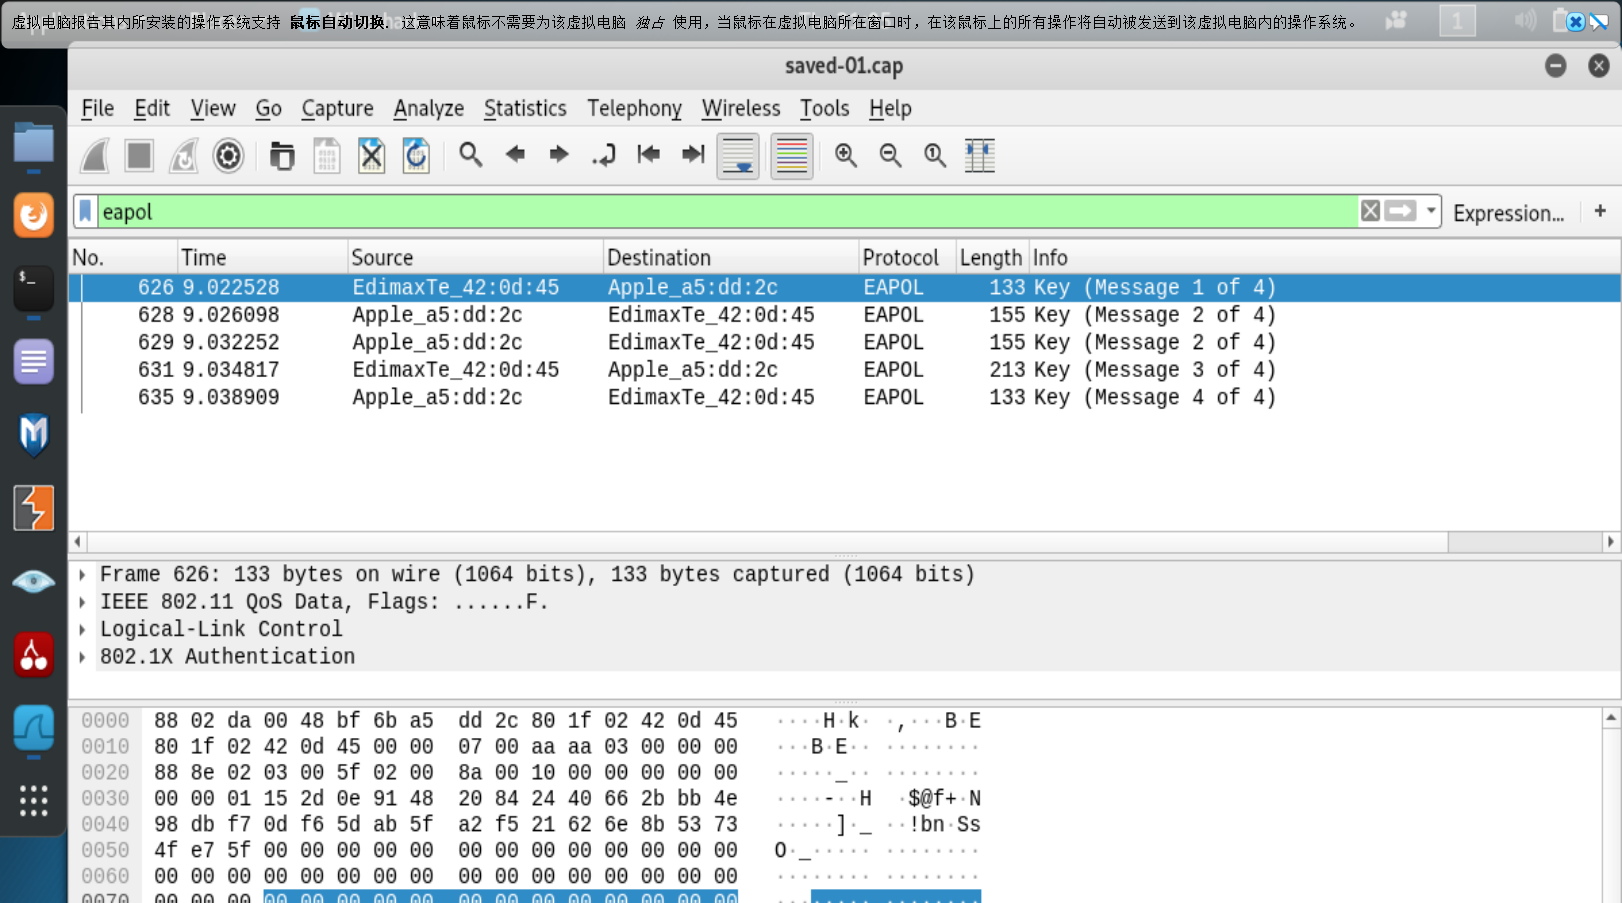 虚拟电脑报告其内所安装的操作系统支持 鼠标自动切换. 这意味着鼠标不需要为该虚拟电脑 独占 使用，当鼠标在虚拟电脑所在窗口时，在该鼠标上的所有操作将自动被发送到该虚拟电脑内的操作系统。
1
saved-01.cap
File Edit View Go Capture Analyze Statistics Telephony Wireless Tools Help
eapol
Expression... +
No. Time Source Destination Protocol Length Info
626 9.022528 EdimaxTe_42:0d:45 Apple_a5:dd:2c EAPOL 133 Key (Message 1 of 4)
628 9.026098 Apple_a5:dd:2c EdimaxTe_42:0d:45 EAPOL 155 Key (Message 2 of 4)
629 9.032252 Apple_a5:dd:2c EdimaxTe_42:0d:45 EAPOL 155 Key (Message 2 of 4)
631 9.034817 EdimaxTe_42:0d:45 Apple_a5:dd:2c EAPOL 213 Key (Message 3 of 4)
635 9.038909 Apple_a5:dd:2c EdimaxTe_42:0d:45 EAPOL 133 Key (Message 4 of 4)
Frame 626: 133 bytes on wire (1064 bits), 133 bytes captured (1064 bits)
IEEE 802.11 QoS Data, Flags: ......F.
Logical-Link Control
802.1X Authentication
0000 88 02 da 00 48 bf 6b a5 dd 2c 80 1f 02 42 0d 45 ····H·k· ·,···B·E
0010 80 1f 02 42 0d 45 00 00 07 00 aa aa 03 00 00 00 ···B·E·· ········
0020 88 8e 02 03 00 5f 02 00 8a 00 10 00 00 00 00 00 ·····_·· ········
0030 00 00 01 15 2d 0e 91 48 20 84 24 40 66 2b bb 4e ····-··H ·$@f+·N
0040 98 db f7 0d f6 5d ab 5f a2 f5 21 62 6e 8b 53 73 ·····]·_ ··!bn·Ss
0050 4f e7 5f 00 00 00 00 00 00 00 00 00 00 00 00 00 O·_····· ········
0060 00 00 00 00 00 00 00 00 00 00 00 00 00 00 00 00 ········ ········
0070 00 00 00 00 00 00 00 00 00 00 00 00 00 00 00 00 ········ ········